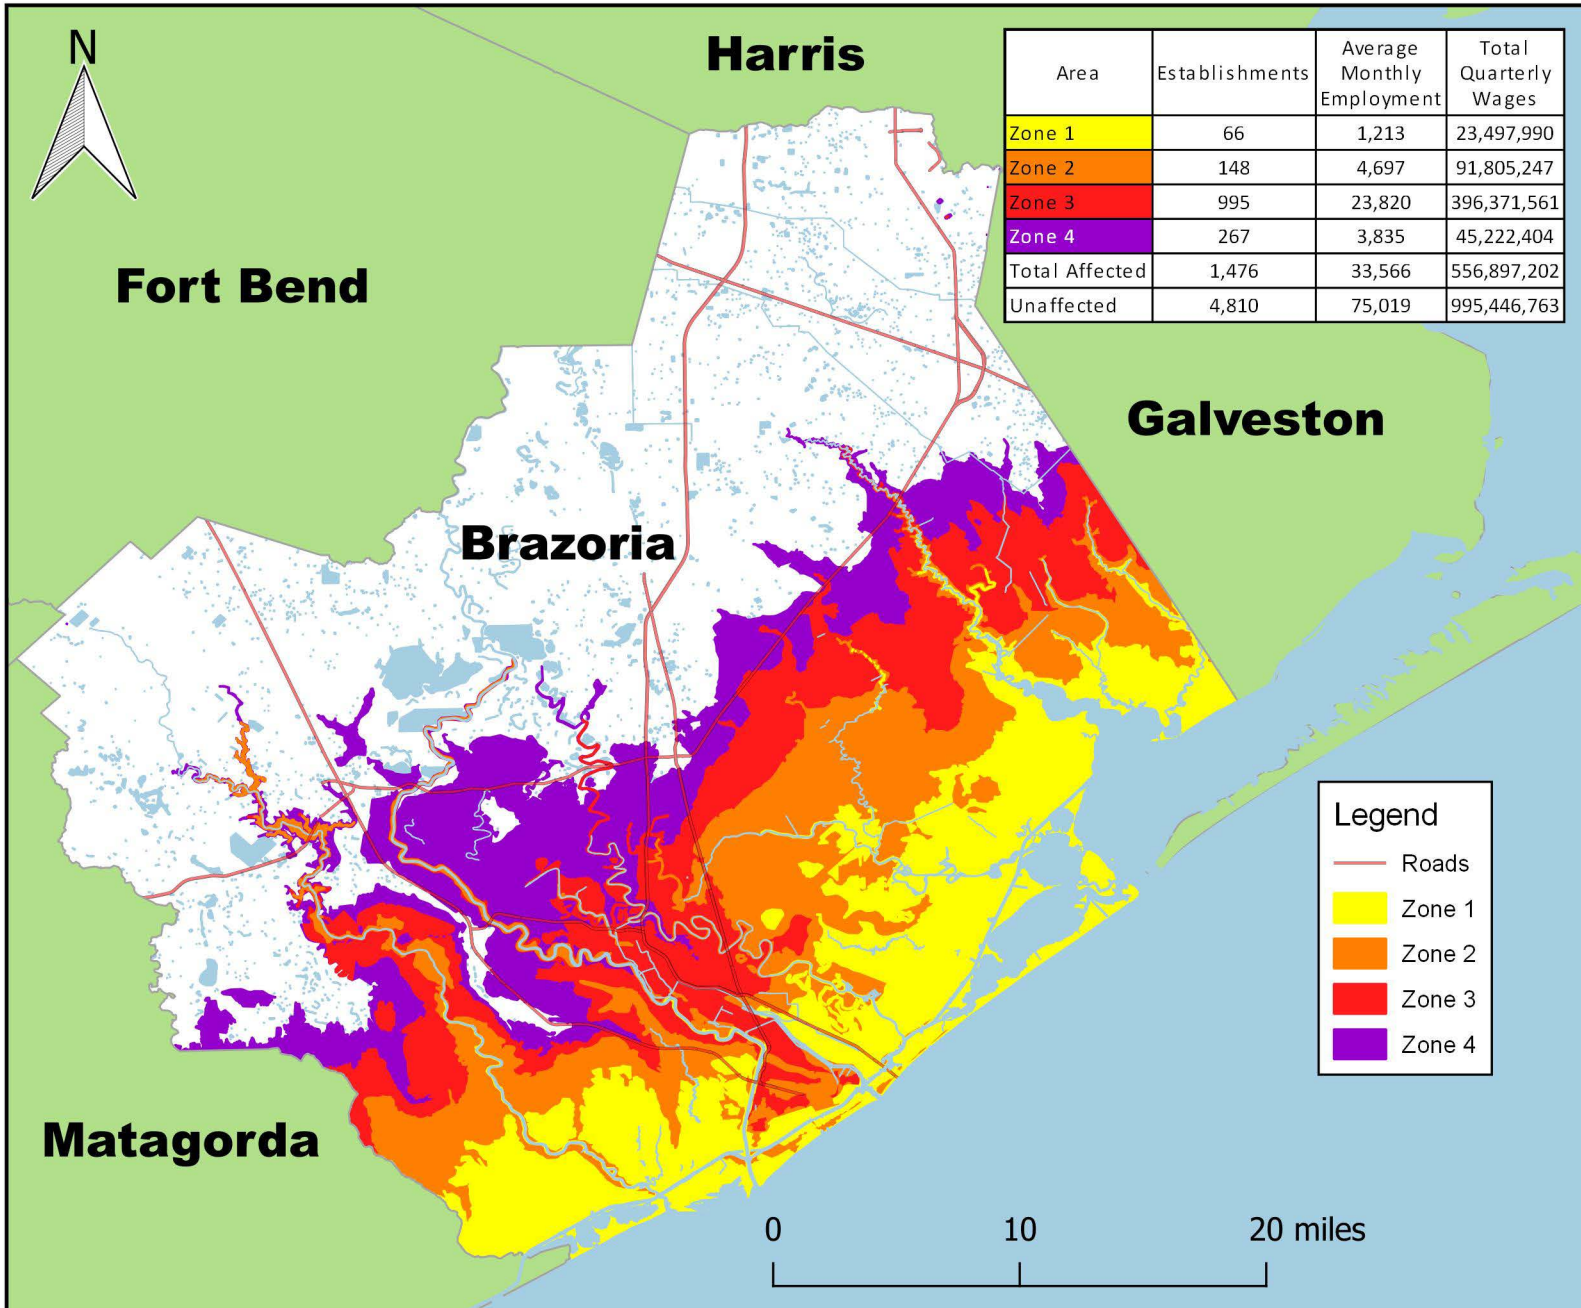 N
Harris
Fort Bend
Galveston
Brazoria
Matagorda
Area Establishments Average Monthly Employment Total Quarterly Wages
Zone 1 66 1,213 23,497,990
Zone 2 148 4,697 91,805,247
Zone 3 995 23,820 396,371,561
Zone 4 267 3,835 45,222,404
Total Affected 1,476 33,566 556,897,202
Unaffected 4,810 75,019 995,446,763
Legend
Roads
Zone 1
Zone 2
Zone 3
Zone 4
0 10 20 miles